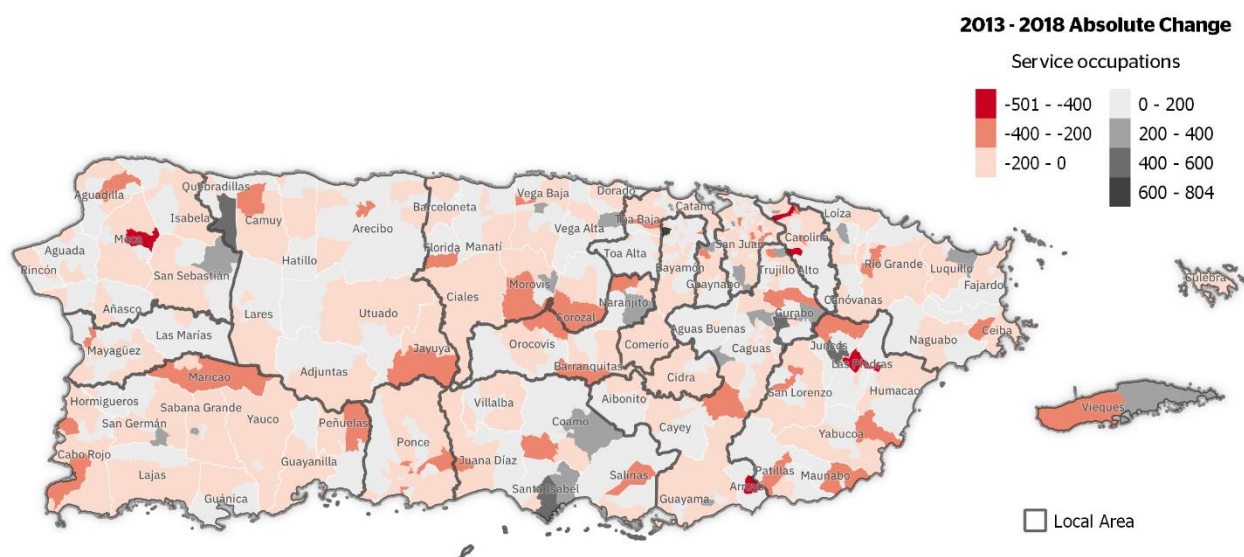 2013 - 2018 Absolute Change
Service occupations
-501 - -400
-400 - -200
-200 - 0
0 - 200
200 - 400
400 - 600
600 - 804
Quebradillas
Dorado
Aguadilla
Vega Baja
Cataño
Isabela
Camuy
Barceloneta
Toa Baja
Loíza
Arecibo
Vega Alta
Moca
Florida
Manatí
San Juan
Carolina
Aguada
Hatillo
Toa Alta
Río Grande
Rincón
San Sebastián
Bayamón
Trujillo Alto
Luquillo
Culebra
Morovis
Guaynabo
Fajardo
Ciales
Naranjito
Canóvanas
Añasco
Lares
Utuado
Corozal
Gurabo
Las Marías
Aguas Buenas
Ceiba
Mayagüez
Jayuya
Orocovis
Comerío
Juncos
Naguabo
Caguas
Las Piedras
Adjuntas
Barranquitas
Maricao
Cidra
Humacao
Hormigueros
Villalba
Aibonito
San Lorenzo
Vieques
Sabana Grande
San Germán
Yauco
Peñuelas
Coamo
Cayey
Yabucoa
Ponce
Cabo Rojo
Guayanilla
Juana Díaz
Lajas
Salinas
Patillas
Maunabo
Santa Isabel
Arroyo
Guánica
Guayama
Local Area